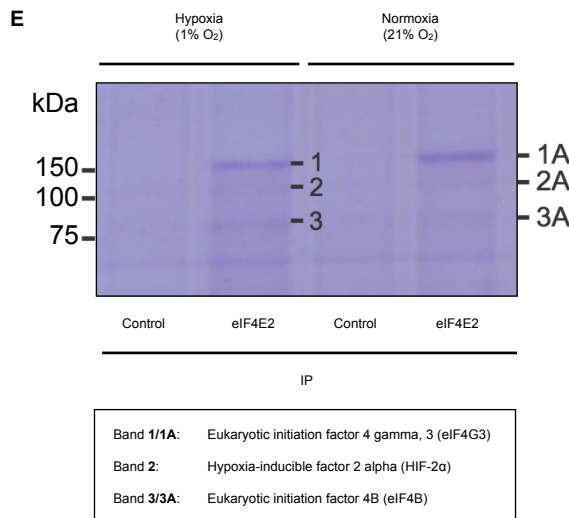 E
Hypoxia
(1% O₂)
Normoxia
(21% O₂)
kDa
150
100
75
1
2
3
1A
2A
3A
Control eIF4E2 Control eIF4E2
IP
Band 1/1A: Eukaryotic initiation factor 4 gamma, 3 (eIF4G3)
Band 2: Hypoxia-inducible factor 2 alpha (HIF-2α)
Band 3/3A: Eukaryotic initiation factor 4B (eIF4B)